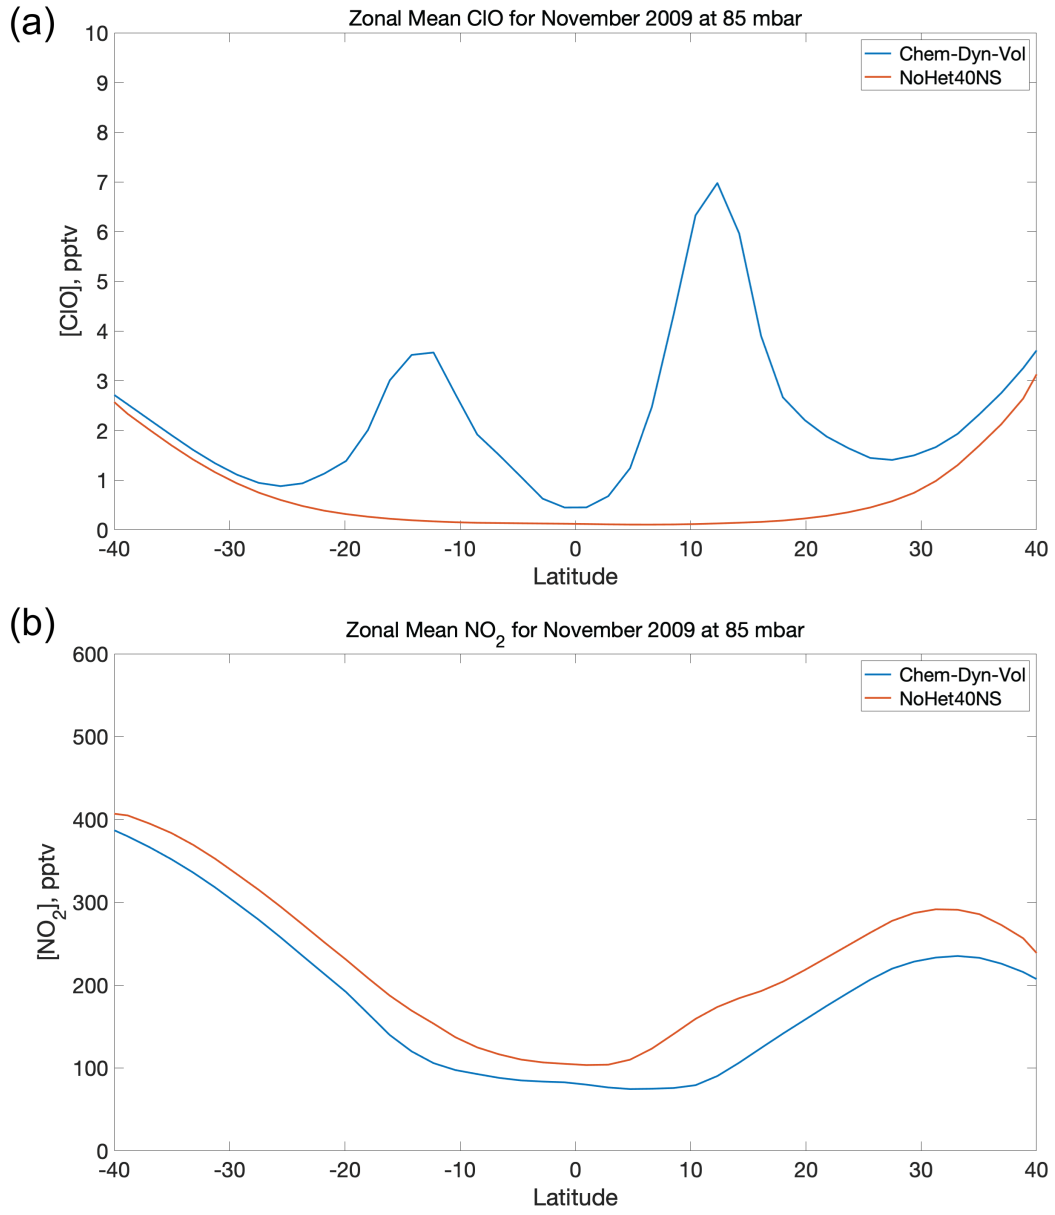 (a)
Zonal Mean ClO for November 2009 at 85 mbar
10
9
8
7
6
5
4
3
2
1
0
[ClO], pptv
Chem-Dyn-Vol
NoHet40NS
-40 -30 -20 -10 0 10 20 30 40
Latitude
(b)
Zonal Mean NO2 for November 2009 at 85 mbar
600
500
400
300
200
100
0
[NO2], pptv
Chem-Dyn-Vol
NoHet40NS
-40 -30 -20 -10 0 10 20 30 40
Latitude